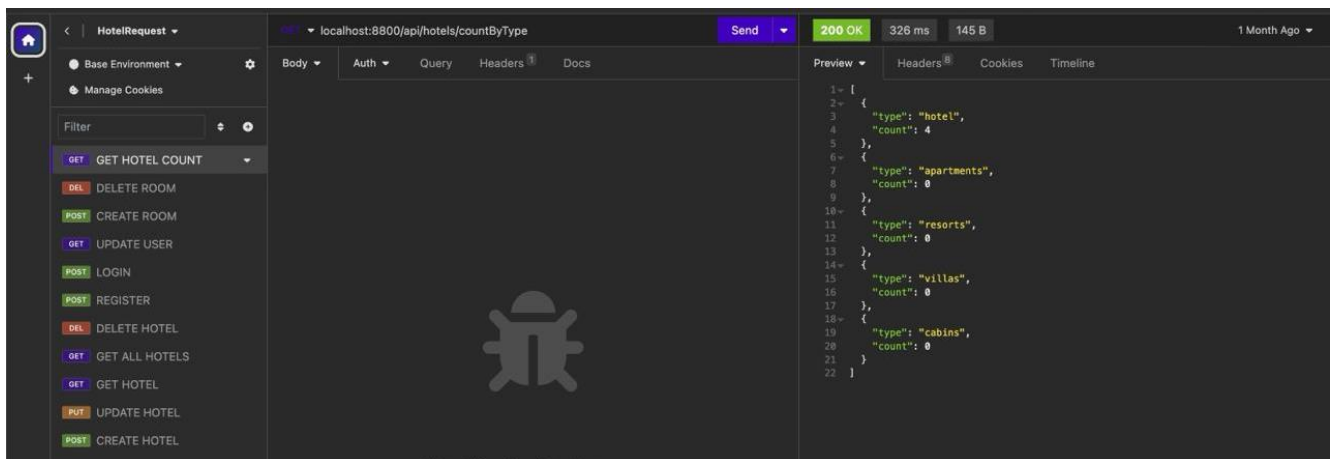 HotelRequest
Base Environment
Manage Cookies
Filter
GET GET HOTEL COUNT
DEL DELETE ROOM
POST CREATE ROOM
GET UPDATE USER
POST LOGIN
POST REGISTER
DEL DELETE HOTEL
GET GET ALL HOTELS
GET GET HOTEL
PUT UPDATE HOTEL
POST CREATE HOTEL
GET localhost:8800/api/hotels/countByType Send
Body Auth Query Headers 1 Docs
200 OK 326 ms 145 B 1 Month Ago
Preview Headers 8 Cookies Timeline
1 [
2 {
3 "type": "hotel",
4 "count": 4
5 },
6 {
7 "type": "apartments",
8 "count": 0
9 },
10 {
11 "type": "resorts",
12 "count": 0
13 },
14 {
15 "type": "villas",
16 "count": 0
17 },
18 {
19 "type": "cabins",
20 "count": 0
21 }
22 ]